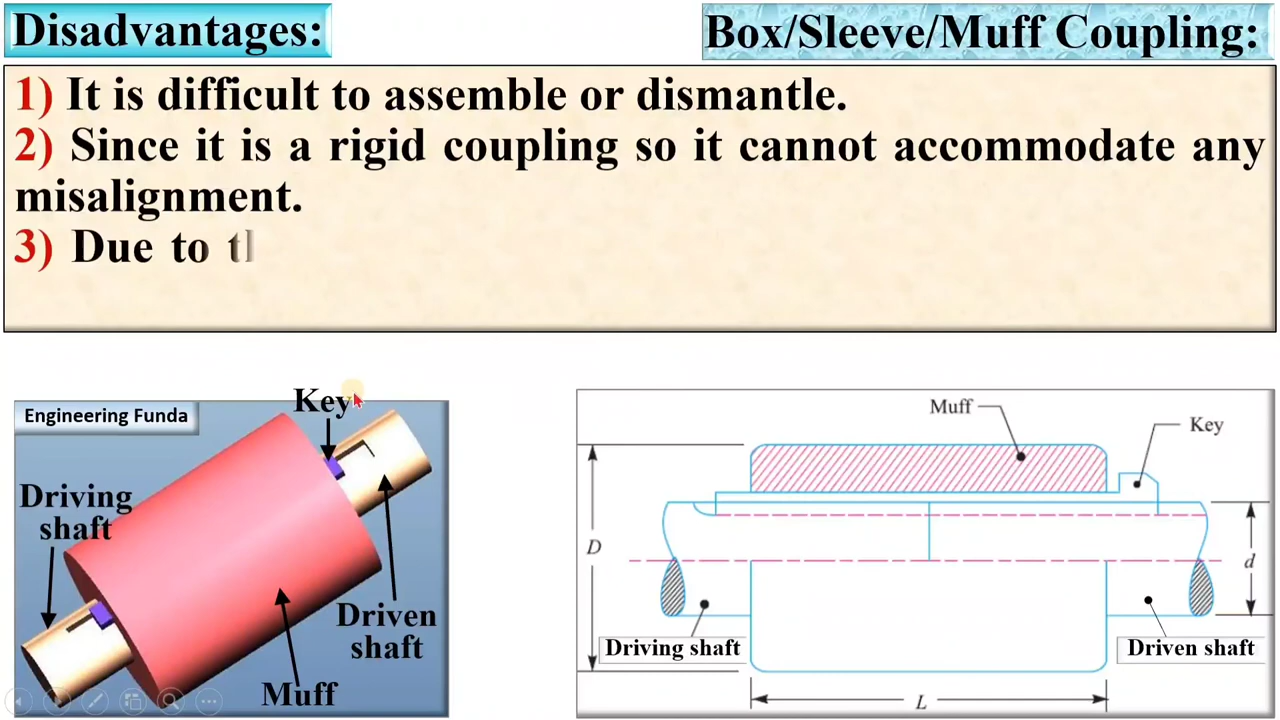 Disadvantages:
Box/Sleeve/Muff Coupling:
1) It is difficult to assemble or dismantle.
2) Since it is a rigid coupling so it cannot accommodate any
misalignment.
3) Due to
Engineering Funda
Key
Driving
shaft
Driven
shaft
Muff
Muff
Key
D
d
Driving shaft
Driven shaft
L